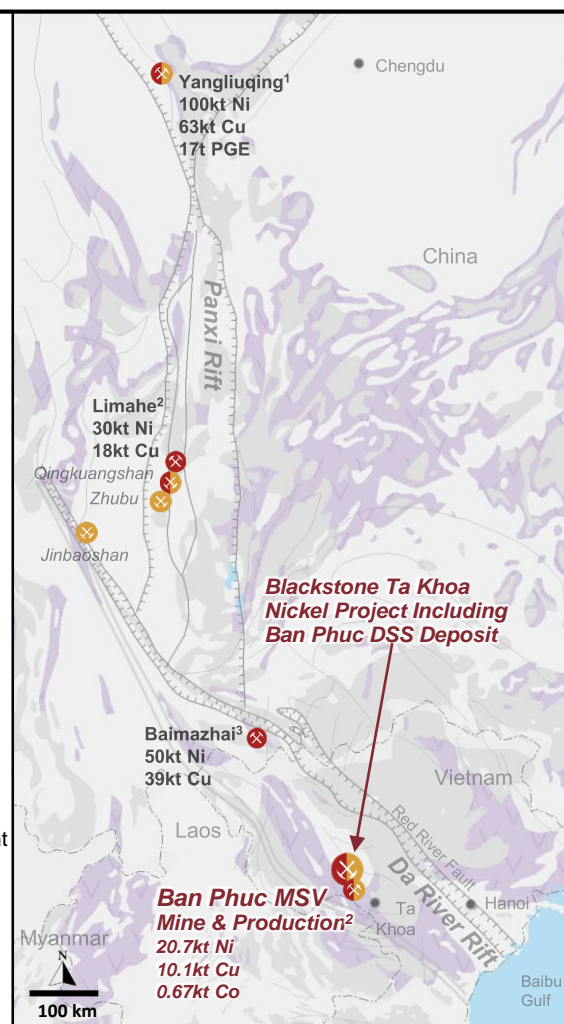 Chengdu
Yangliuqing1
100kt Ni
63kt Cu
17t PGE
China
Panxi Rift
Limahe2
30kt Ni
18kt Cu
Qingkuangshan
Zhubu
Jinbaoshan
Blackstone Ta Khoa
Nickel Project Including
Ban Phuc DSS Deposit
Baimazhai3
50kt Ni
39kt Cu
Vietnam
Red River Fault
Laos
nt
Da River Rift
Ban Phuc MSV
Mine & Production2
20.7kt Ni
10.1kt Cu
0.67kt Co
Ta
Khoa
Hanoi
Myanmar
N
100 km
Baibu
Gulf